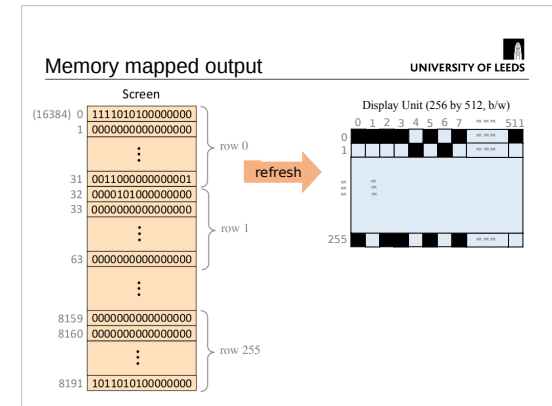 Memory mapped output
UNIVERSITY OF LEEDS
Screen
(16384) 0 1111010100000000
1 0000000000000000
31 0011000000000001
32 0000101000000000
33 0000000000000000
63 0000000000000000
8159 0000000000000000
8160 0000000000000000
8191 1011010100000000
row 0
row 1
row 255
refresh
Display Unit (256 by 512, b/w)
0 1 2 3 4 5 6 7 511
0
1
255